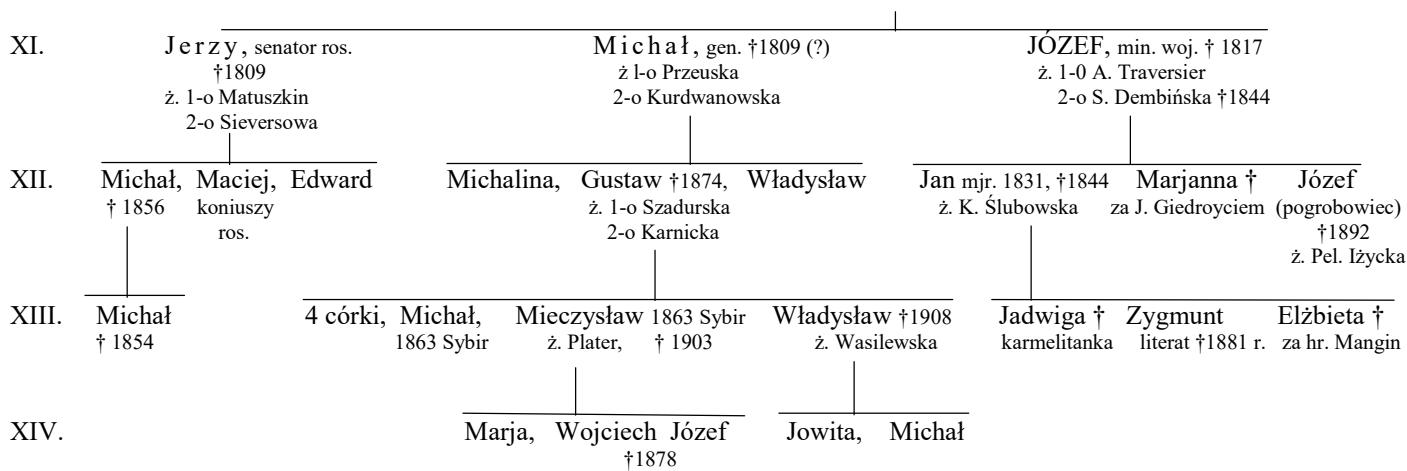 XI. Jerzy, senator ros. Michał, gen. †1809 (?) JÓZEF, min. woj. † 1817
†1809 ż l-o Przeuska ż. 1-0 A. Traversier
ż. 1-o Matuszkin 2-o Kurdwanowska 2-o S. Dembińska †1844
2-o Sieversowa
XII. Michał, Maciej, Edward Michalina, Gustaw †1874, Władysław Jan mjr. 1831, †1844 Marjanna † Józef
† 1856 koniuszy ż. 1-o Szadurska ż. K. Ślubowska za J. Giedroyciem (pogrobowiec)
ros. 2-o Karnicka †1892
ż. Pel. Iżycka
XIII. Michał 4 córki, Michał, Mieczysław 1863 Sybir Władysław †1908 Jadwiga † Zygmunt Elżbieta †
† 1854 1863 Sybir ż. Plater, † 1903 ż. Wasilewska karmelitanka literat †1881 r. za hr. Mangin
XIV. Marja, Wojciech Józef Jowita, Michał
†1878